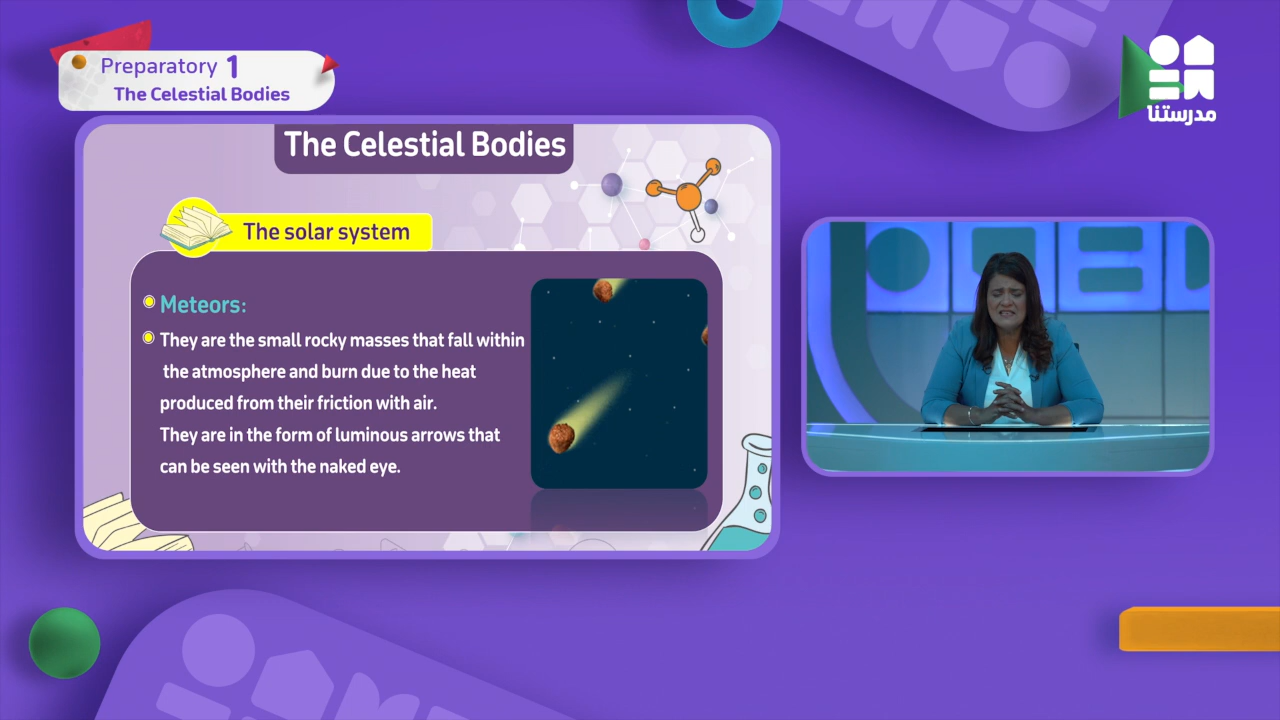 Preparatory 1
The Celestial Bodies
مدرستنا
The Celestial Bodies
The solar system
Meteors:
They are the small rocky masses that fall within
the atmosphere and burn due to the heat
produced from their friction with air.
They are in the form of luminous arrows that
can be seen with the naked eye.